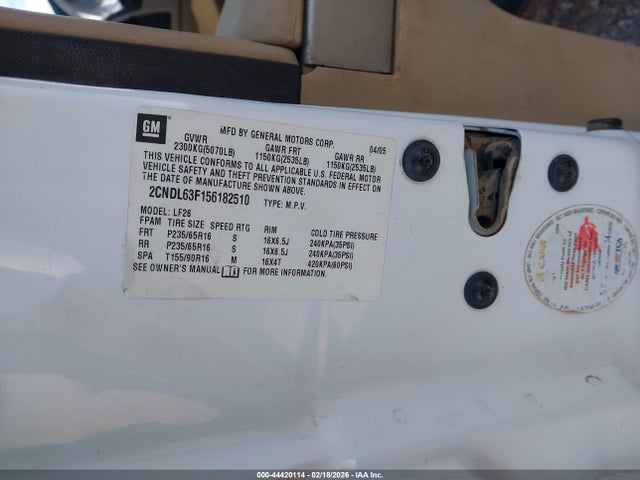 GM
MFD BY GENERAL MOTORS CORP. 04/05
GVWR GAWR FRT GAWR RR
2300KG(5070LB) 1150KG(2535LB) 1150KG(2535LB)
THIS VEHICLE CONFORMS TO ALL APPLICABLE U.S. FEDERAL MOTOR
VEHICLE SAFETY AND THEFT PREVENTION STANDARDS IN EFFECT
ON THE DATE OF MANUFACTURE SHOWN ABOVE.
2CNDL63F156182510 TYPE: M.P.V.
MODEL: LF26
FPAM TIRE SIZE SPEED RTG RIM COLD TIRE PRESSURE
FRT P235/65R16 S 16X6.5J 240KPA(35PSI)
RR P235/65R16 S 16X6.5J 240KPA(35PSI)
SPA T155/90R16 M 16X4T 420KPA(60PSI)
SEE OWNER'S MANUAL FOR MORE INFORMATION.
000-44420114 * 02/18/2026 * © IAA Inc.